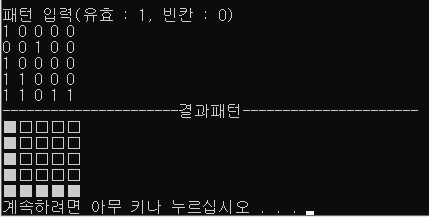 패턴 입력(유효 : 1, 빈칸 : 0)
1 0 0 0 0
0 0 1 0 0
1 0 0 0 0
1 1 0 0 0
1 1 0 1 1
----------------------결과패턴----------------------
■□□□□
■□□□□
■□□□□
■□□□□
■■■■■
계속하려면 아무 키나 누르십시오 . . .